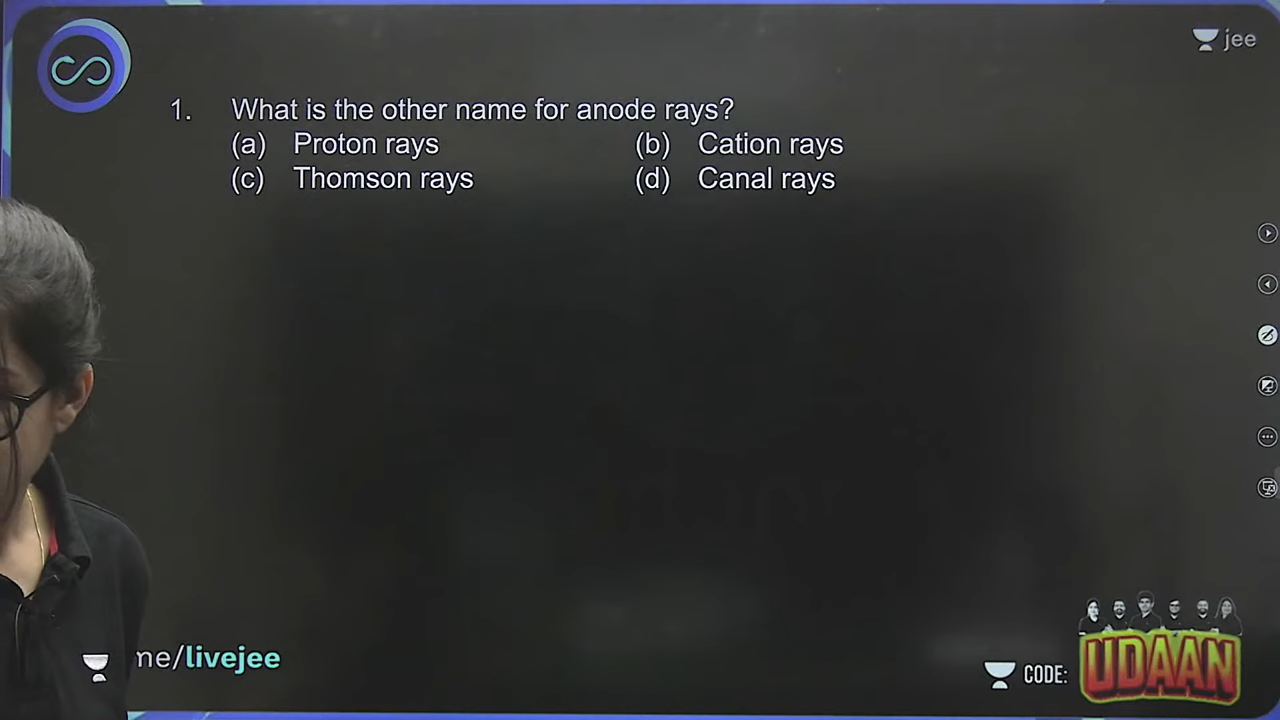 jee
1. What is the other name for anode rays?
(a) Proton rays (b) Cation rays
(c) Thomson rays (d) Canal rays
me/livejee
CODE: UDAAN